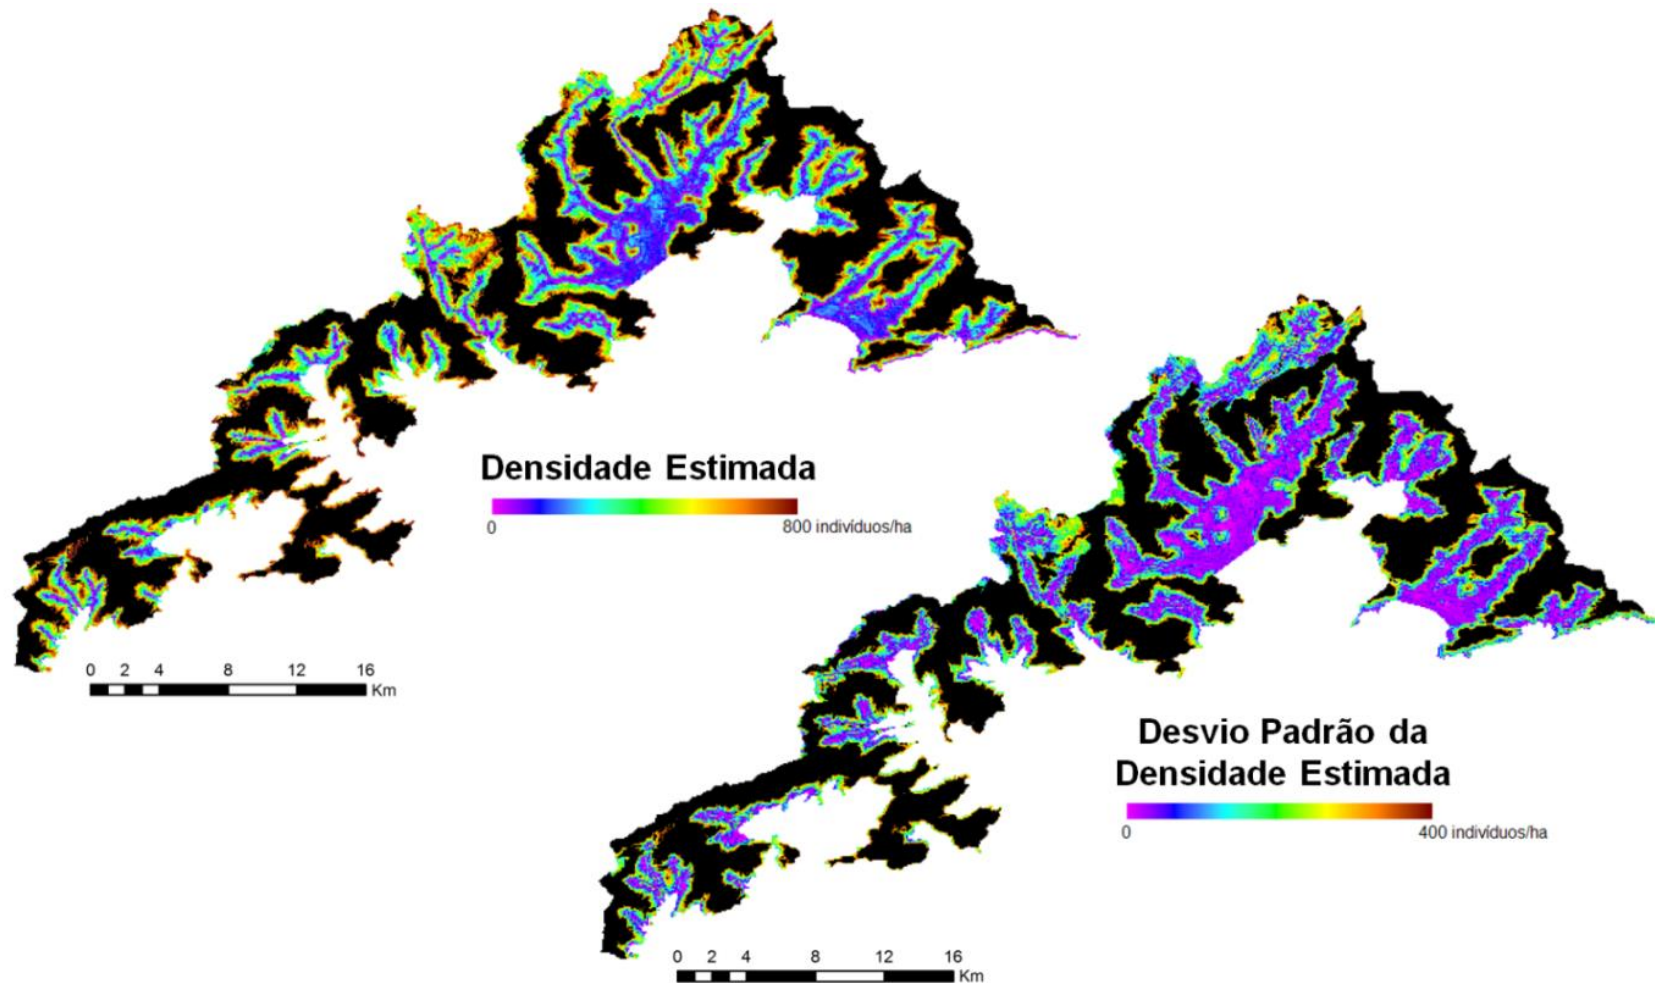 Densidade Estimada
0 800 indivíduos/ha
0 2 4 8 12 16
Km
Desvio Padrão da
Densidade Estimada
0 400 indivíduos/ha
0 2 4 8 12 16
Km